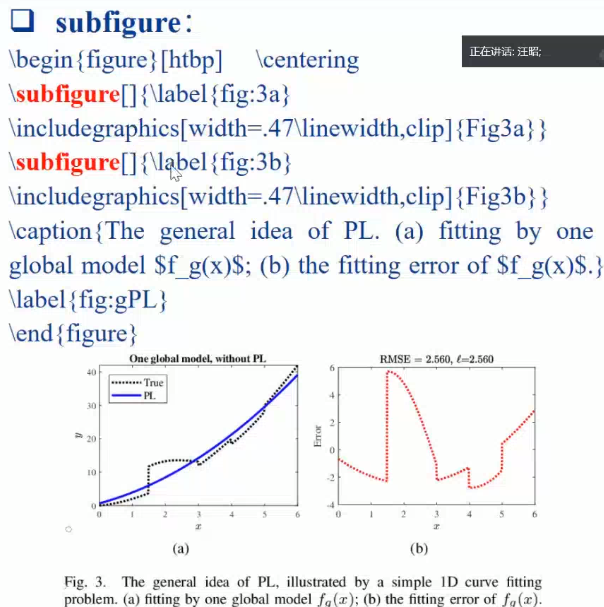 ❑ subfigure：
\begin{figure}[htbp] \centering
正在讲话: 汪昭;
\subfigure[]{\label{fig:3a}
\includegraphics[width=.47\linewidth,clip]{Fig3a}}
\subfigure[]{\label{fig:3b}
\includegraphics[width=.47\linewidth,clip]{Fig3b}}
\caption{The general idea of PL. (a) fitting by one
global model $f_g(x)$; (b) the fitting error of $f_g(x)$.}
\label{fig:gPL}
\end{figure}
One global model, without PL
True
PL
y
40
30
20
10
0
0 1 2 3 4 5 6
x
(a)
RMSE = 2.560, ℓ=2.560
Error
6
4
2
0
-2
-4
0 1 2 3 4 5 6
x
(b)
Fig. 3. The general idea of PL, illustrated by a simple 1D curve fitting
problem. (a) fitting by one global model f_g(x); (b) the fitting error of f_g(x).